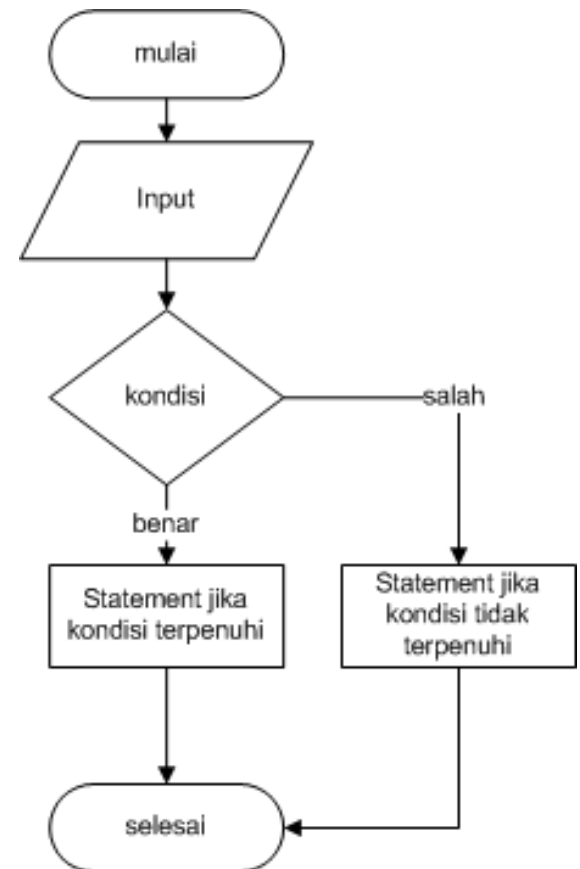 mulai
Input
kondisi
salah
benar
Statement jika
kondisi terpenuhi
Statement jika
kondisi tidak
terpenuhi
selesai